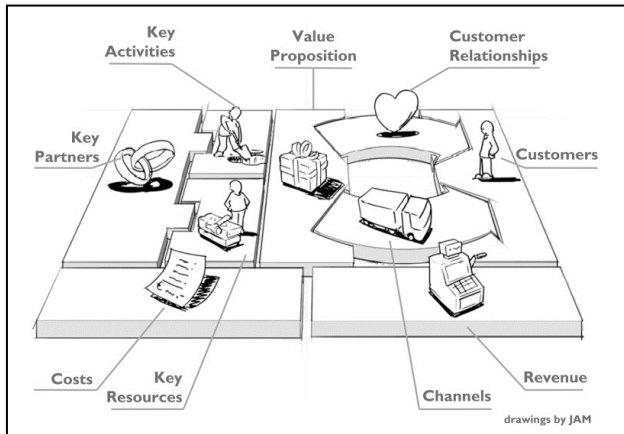 Key
Activities
Value
Proposition
Customer
Relationships
Key
Partners
Customers
Costs
Key
Resources
Channels
Revenue
drawings by JAM